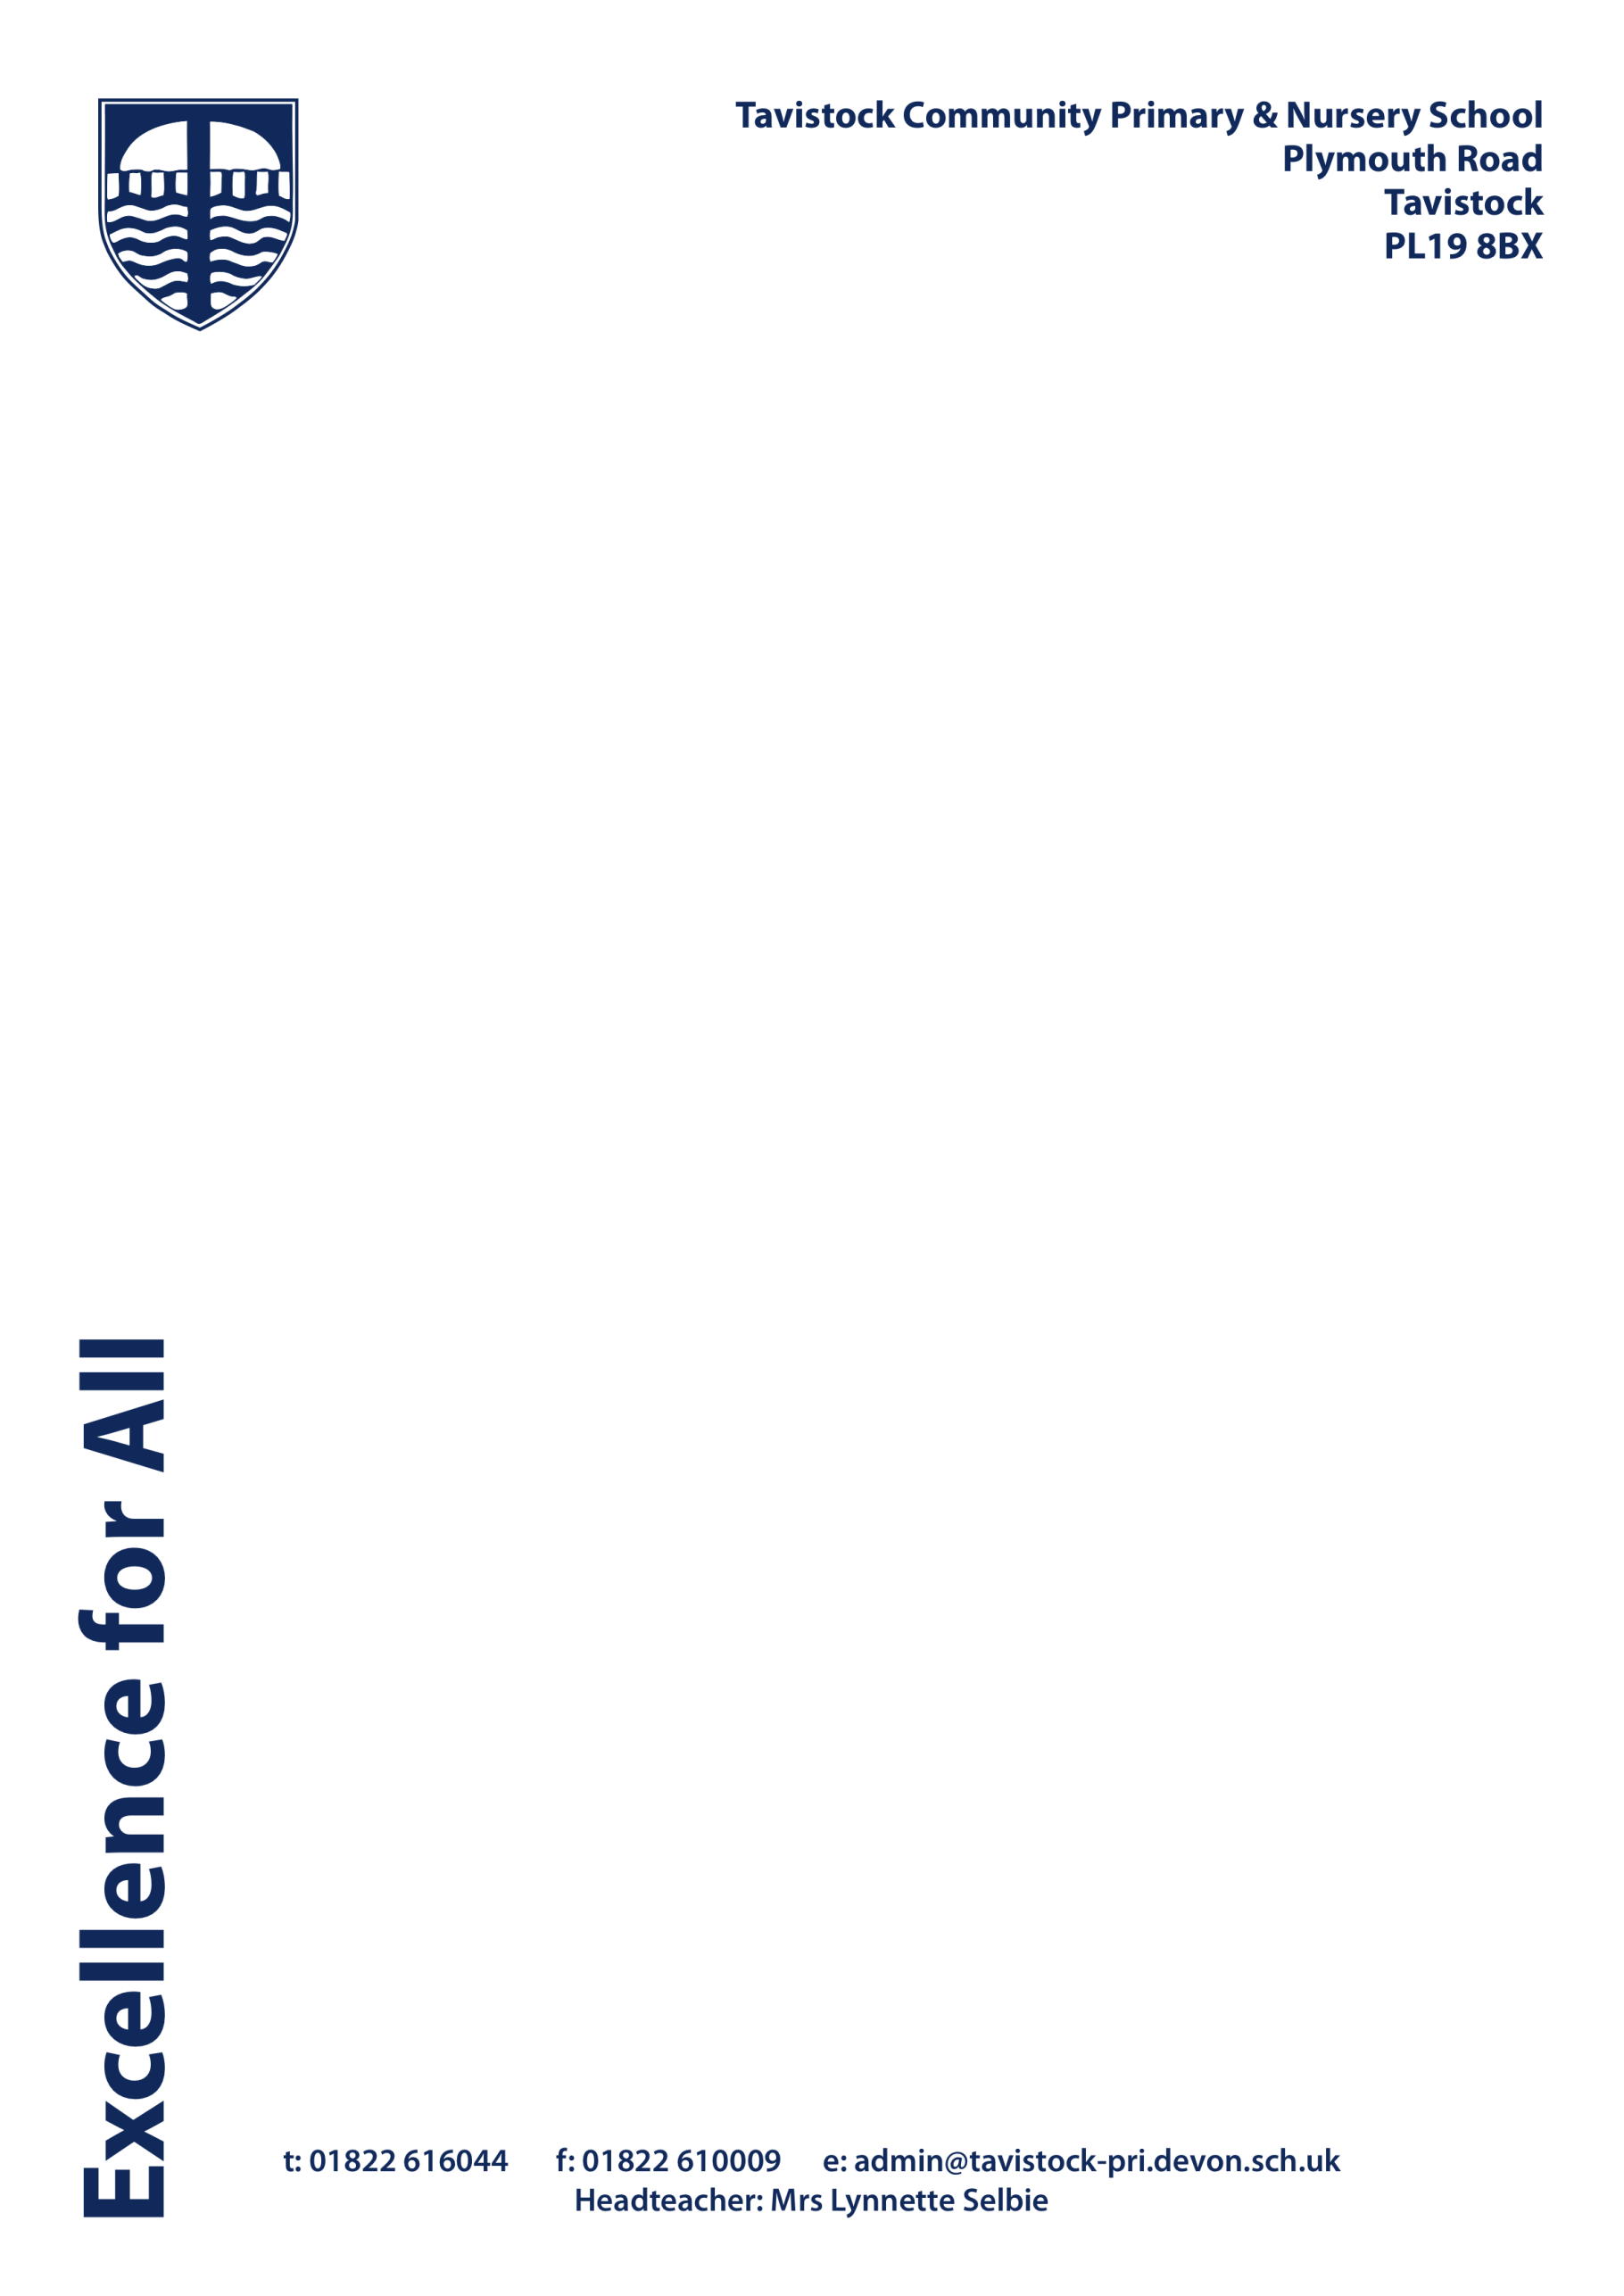 Tavistock Community Primary & Nursery School
Plymouth Road
Tavistock
PL19 8BX
Excellence for All
t: 01822 616044 f: 01822 610009 e: admin@tavistock-pri.devon.sch.uk
Headteacher: Mrs Lynnette Selbie